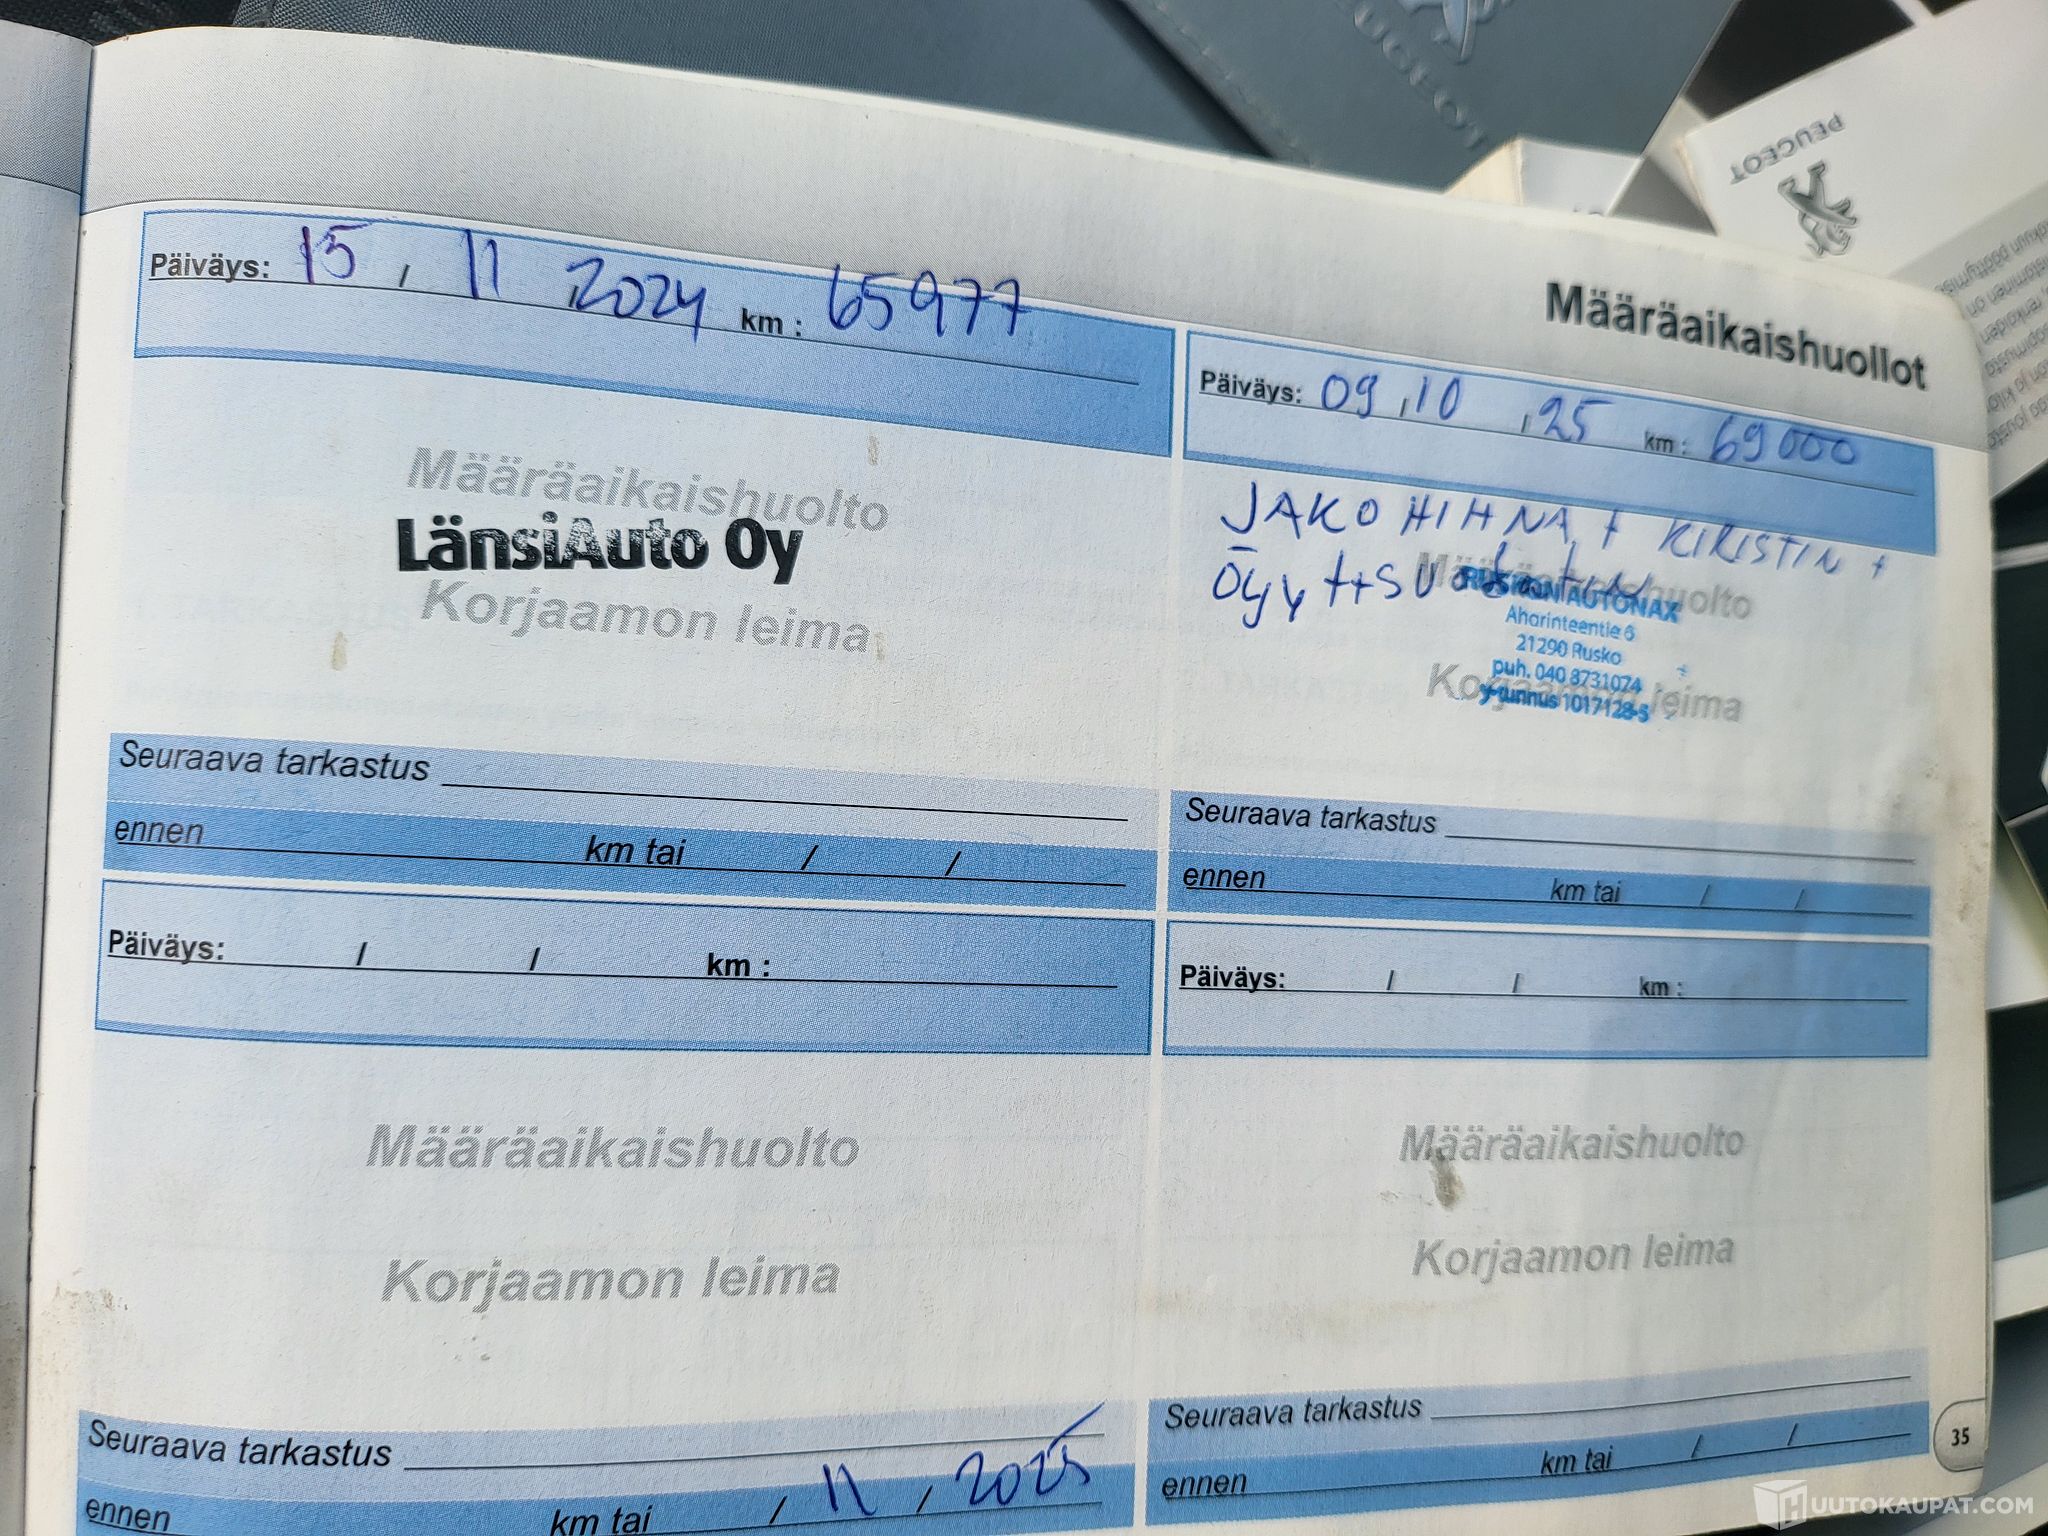 PEUGEOT
PEUGEOT
Määräaikaishuollot
Päiväys: 15 / 11 / 2024 km : 65977
Määräaikaishuolto
LänsiAuto Oy
Korjaamon leima
Seuraava tarkastus
ennen km tai / /
Päiväys: 09 / 10 / 25 km : 69000
JAKOHIHNA + KIRISTIN +
Määräaikaishuolto
RUSKON AUTONAX
Aharinteentie 6
21290 Rusko
puh. 040 8731074
Korjaamon leima
y-tunnus 1017128-5
Seuraava tarkastus
ennen km tai / /
Päiväys: / / km :
Määräaikaishuolto
Korjaamon leima
Seuraava tarkastus
ennen km tai / 11 / 2025
Päiväys: / / km :
Määräaikaishuolto
Korjaamon leima
Seuraava tarkastus
ennen km tai / /
35
HUUTOKAUPAT.COM